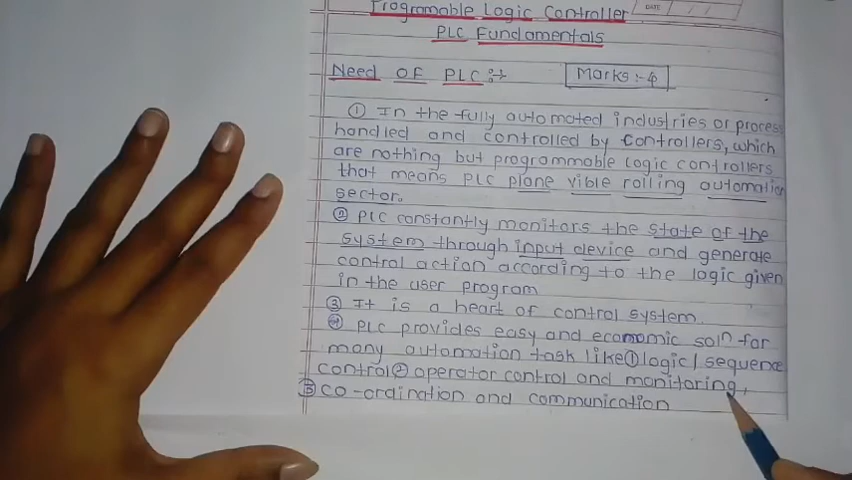 Programable Logic Controller
DATE
PLC Fundamentals
Need OF PLC :-
Marks :- 4
① In the fully automated industries or process
handled and controlled by controllers, which
are nothing but programmable logic controllers
that means PLC plane vible rolling automation
sector.
② PLC constantly monitors the state of the
system through input device and generate
control action according to the logic given
in the user program
③ It is a heart of control system.
④ PLC provides easy and economic soln for
many automation task like ① logic / sequence
control ② operator control and monitoring,
③ co-ordination and communication